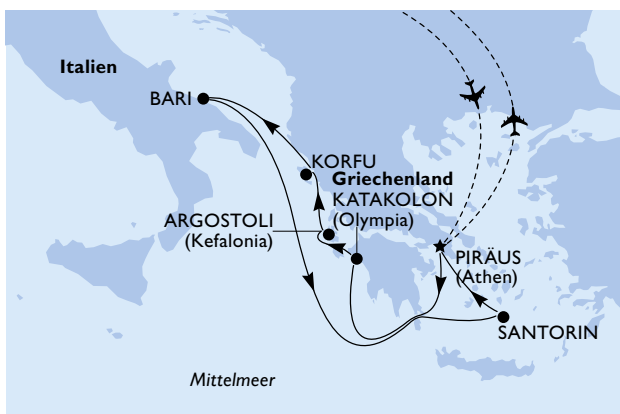 Italien
BARI
KORFU
Griechenland
KATAKOLON
(Olympia)
ARGOSTOLI
(Kefalonia)
PIRÄUS
(Athen)
SANTORIN
Mittelmeer